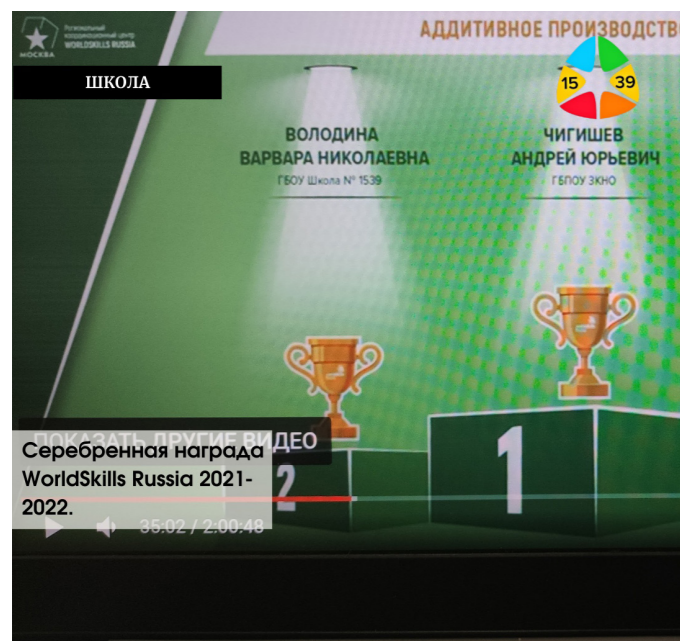 Региональный
координационный центр
WORLDSKILLS RUSSIA
МОСКВА
АДДИТИВНОЕ ПРОИЗВОДСТВ
ШКОЛА
15 39
ВОЛОДИНА
ВАРВАРА НИКОЛАЕВНА
ГБОУ Школа № 1539
ЧИГИШЕВ
АНДРЕЙ ЮРЬЕВИЧ
ГБПОУ ЗКНО
1
2
ПОКАЗАТЬ ДРУГИЕ ВИДЕО
Серебренная награда
WorldSkills Russia 2021-
2022.
35:02 / 2:00:48